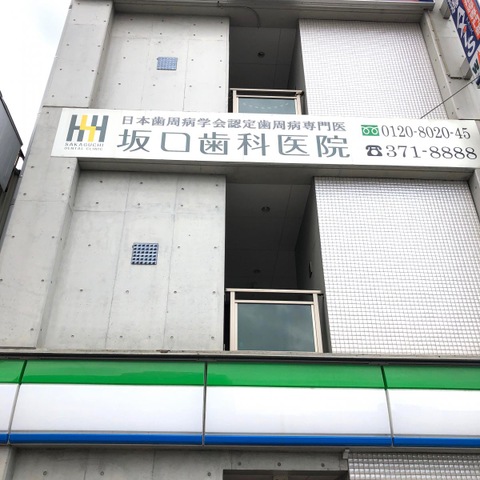 日本歯周病学会認定歯周病専門医
坂口歯科医院
SAKAGUCHI
DENTAL CLINIC
0120-8020-45
☎371-8888